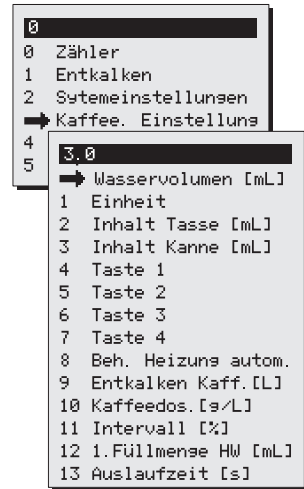 0
0 Zähler
1 Entkalken
2 Sytemeinstellungen
Kaffee. Einstellung
4
5
3.0
Wasservolumen [mL]
1 Einheit
2 Inhalt Tasse [mL]
3 Inhalt Kanne [mL]
4 Taste 1
5 Taste 2
6 Taste 3
7 Taste 4
8 Beh. Heizung autom.
9 Entkalken Kaff.[L]
10 Kaffeedos.[g/L]
11 Intervall [%]
12 1.Füllmenge HW [mL]
13 Auslaufzeit [s]